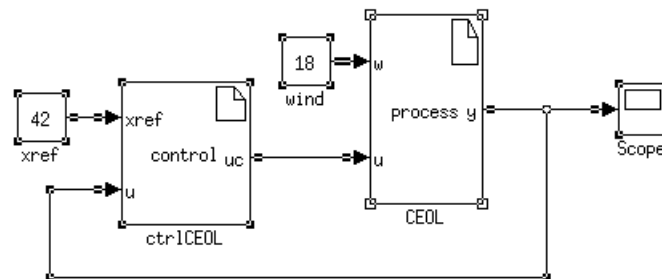 42
xref
xref
control
uc
u
ctrlCEOL
18
wind
w
process
y
u
CEOL
Scope